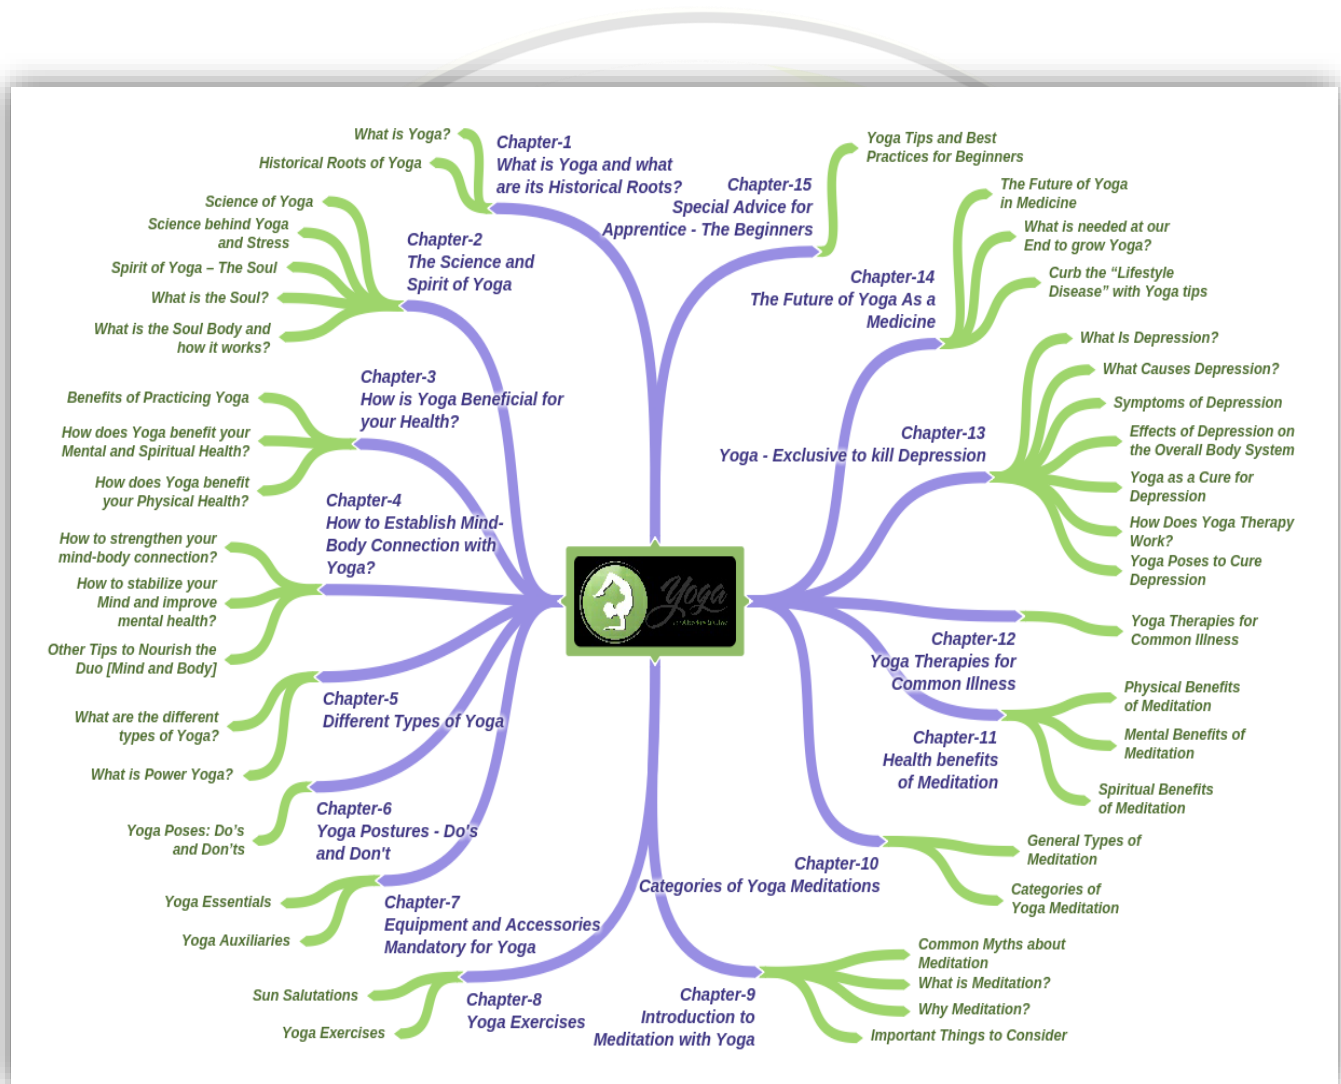 What is Yoga?
Historical Roots of Yoga
Chapter-1
What is Yoga and what
are its Historical Roots?
Science of Yoga
Science behind Yoga
and Stress
Spirit of Yoga – The Soul
What is the Soul?
What is the Soul Body and
how it works?
Chapter-2
The Science and
Spirit of Yoga
Benefits of Practicing Yoga
How does Yoga benefit your
Mental and Spiritual Health?
How does Yoga benefit
your Physical Health?
Chapter-3
How is Yoga Beneficial for
your Health?
How to strengthen your
mind-body connection?
How to stabilize your
Mind and improve
mental health?
Other Tips to Nourish the
Duo [Mind and Body]
Chapter-4
How to Establish Mind-
Body Connection with
Yoga?
What are the different
types of Yoga?
What is Power Yoga?
Chapter-5
Different Types of Yoga
Yoga Poses: Do’s
and Don’ts
Chapter-6
Yoga Postures - Do's
and Don't
Yoga Essentials
Yoga Auxiliaries
Chapter-7
Equipment and Accessories
Mandatory for Yoga
Sun Salutations
Yoga Exercises
Chapter-8
Yoga Exercises
Yoga
Chapter-15
Special Advice for
Apprentice - The Beginners
Yoga Tips and Best
Practices for Beginners
Chapter-14
The Future of Yoga As a
Medicine
The Future of Yoga
in Medicine
What is needed at our
End to grow Yoga?
Curb the “Lifestyle
Disease” with Yoga tips
Chapter-13
Yoga - Exclusive to kill Depression
What Is Depression?
What Causes Depression?
Symptoms of Depression
Effects of Depression on
the Overall Body System
Yoga as a Cure for
Depression
How Does Yoga Therapy
Work?
Yoga Poses to Cure
Depression
Chapter-12
Yoga Therapies for
Common Illness
Yoga Therapies for
Common Illness
Chapter-11
Health benefits
of Meditation
Physical Benefits
of Meditation
Mental Benefits of
Meditation
Spiritual Benefits
of Meditation
Chapter-10
Categories of Yoga Meditations
General Types of
Meditation
Categories of
Yoga Meditation
Chapter-9
Introduction to
Meditation with Yoga
Common Myths about
Meditation
What is Meditation?
Why Meditation?
Important Things to Consider